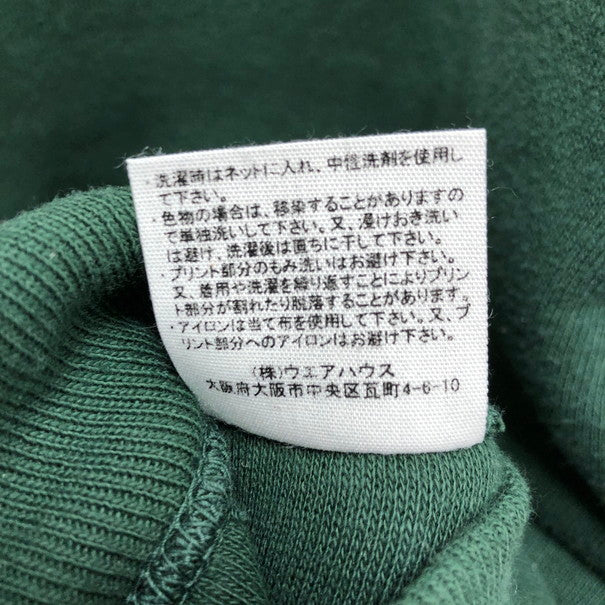 ・洗濯時はネットに入れ、中性洗剤を使用し
て下さい。
・色物の場合は、移染することがありますの
で単独洗いして下さい。又、浸けおき洗い
は避け、洗濯後は直ちに干して下さい。
・プリント部分のもみ洗いはお避け下さい。
又、着用や洗濯を繰り返すことによりプリン
ト部分が割れたり脱落することがあります。
・アイロンは当て布を使用して下さい。又、プ
リント部分へのアイロンはお避け下さい。
(株)ウエアハウス
大阪府大阪市中央区瓦町4-6-10